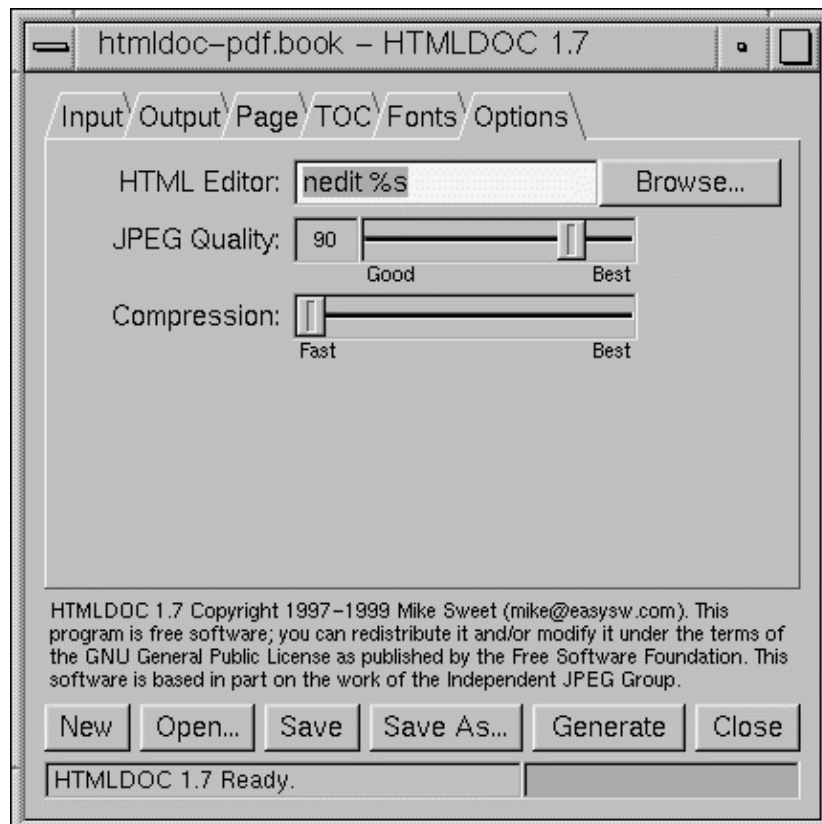 htmldoc-pdf.book - HTMLDOC 1.7
Input Output Page TOC Fonts Options
HTML Editor: nedit %s Browse...
JPEG Quality: 90
Good Best
Compression:
Fast Best
HTMLDOC 1.7 Copyright 1997-1999 Mike Sweet (mike@easysw.com). This
program is free software; you can redistribute it and/or modify it under the terms of
the GNU General Public License as published by the Free Software Foundation. This
software is based in part on the work of the Independent JPEG Group.
New Open... Save Save As... Generate Close
HTMLDOC 1.7 Ready.